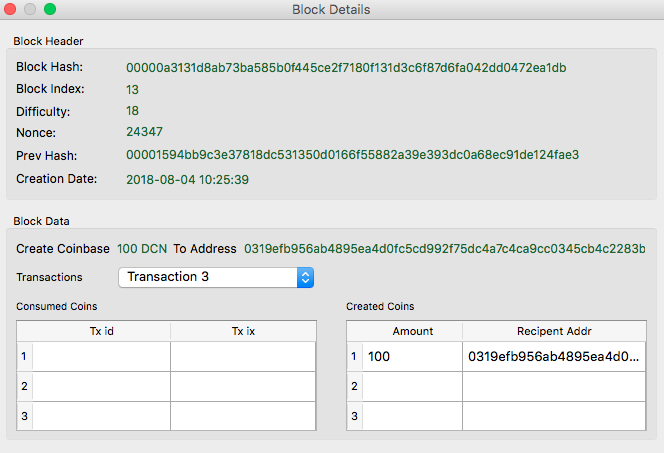 Block Details
Block Header
Block Hash: 00000a3131d8ab73ba585b0f445ce2f7180f131d3c6f87d6fa042dd0472ea1db
Block Index: 13
Difficulty: 18
Nonce: 24347
Prev Hash: 00001594bb9c3e37818dc531350d0166f55882a39e393dc0a68ec91de124fae3
Creation Date: 2018-08-04 10:25:39
Block Data
Create Coinbase 100 DCN To Address 0319efb956ab4895ea4d0fc5cd992f75dc4a7c4ca9cc0345cb4c2283b
Transactions Transaction 3
Consumed Coins Created Coins
Tx id Tx ix Amount Recipent Addr
1 1 100 0319efb956ab4895ea4d0...
2 2
3 3